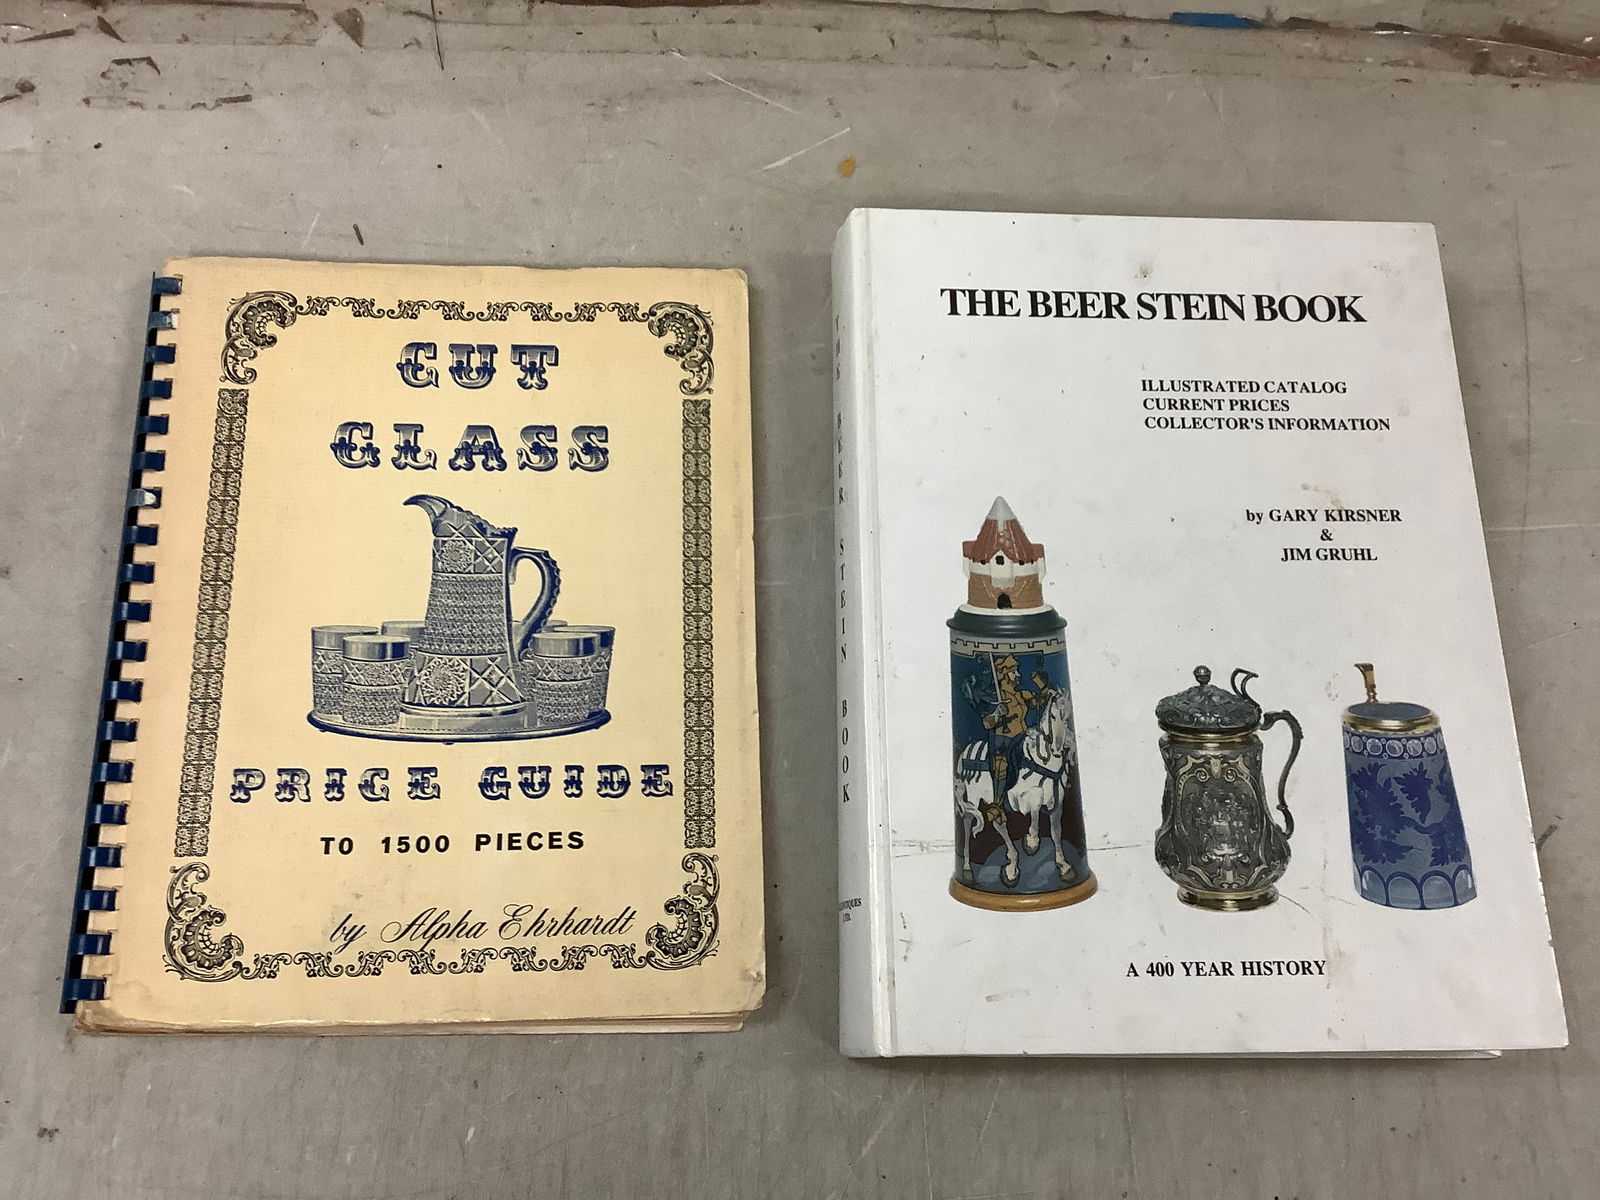 CUT
GLASS
PRICE GUIDE
TO 1500 PIECES
by Alpha Ehrhardt
THE BEER STEIN BOOK
THE BEER STEIN BOOK
ILLUSTRATED CATALOG
CURRENT PRICES
COLLECTOR'S INFORMATION
by GARY KIRSNER
&
JIM GRUHL
A 400 YEAR HISTORY